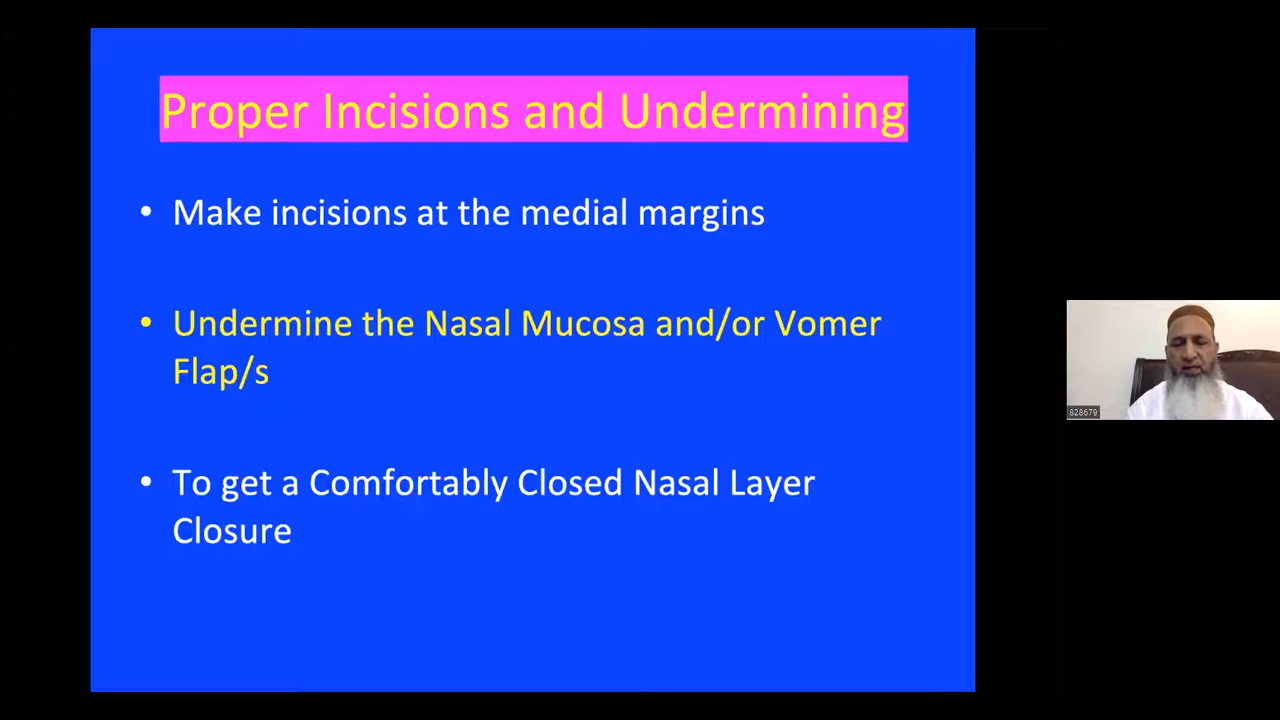 Proper Incisions and Undermining
• Make incisions at the medial margins
• Undermine the Nasal Mucosa and/or Vomer
Flap/s
• To get a Comfortably Closed Nasal Layer
Closure
828679